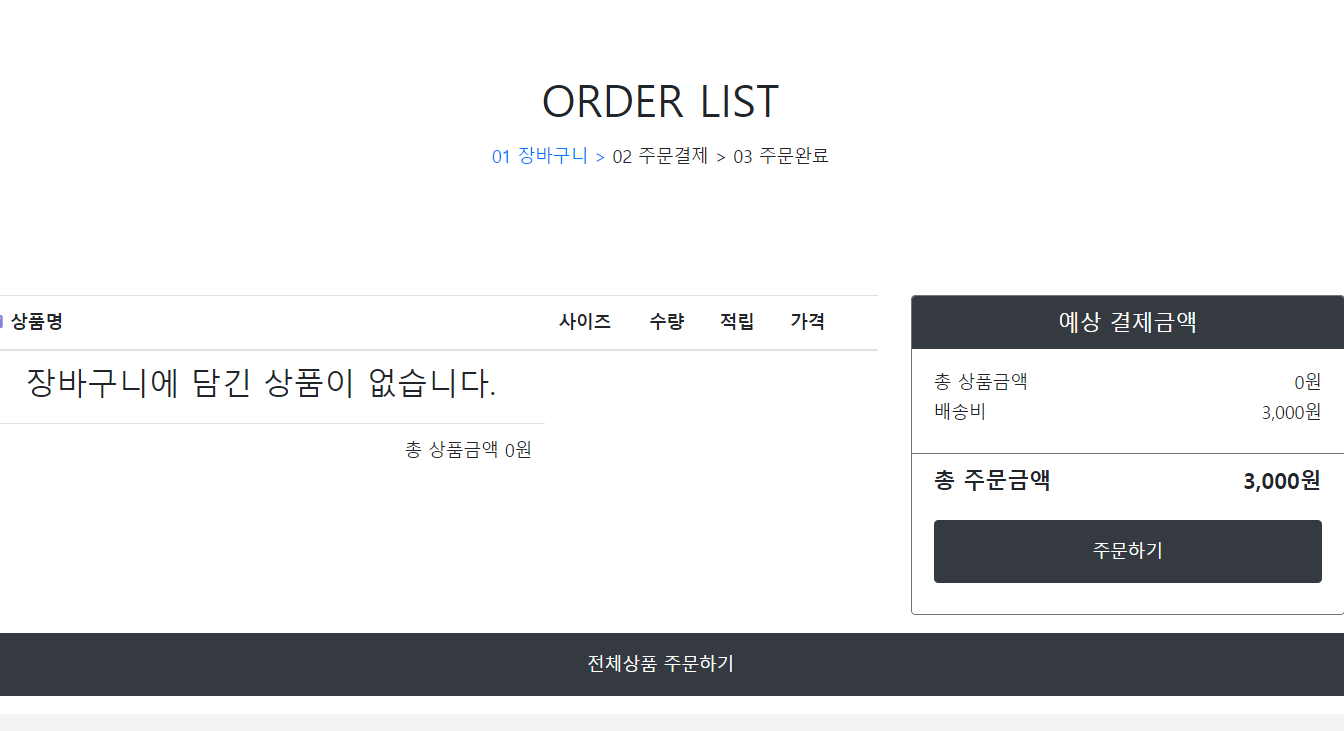 ORDER LIST
01 장바구니 > 02 주문결제 > 03 주문완료
상품명 사이즈 수량 적립 가격
장바구니에 담긴 상품이 없습니다.
총 상품금액 0원
예상 결제금액
총 상품금액 0원
배송비 3,000원
총 주문금액 3,000원
주문하기
전체상품 주문하기